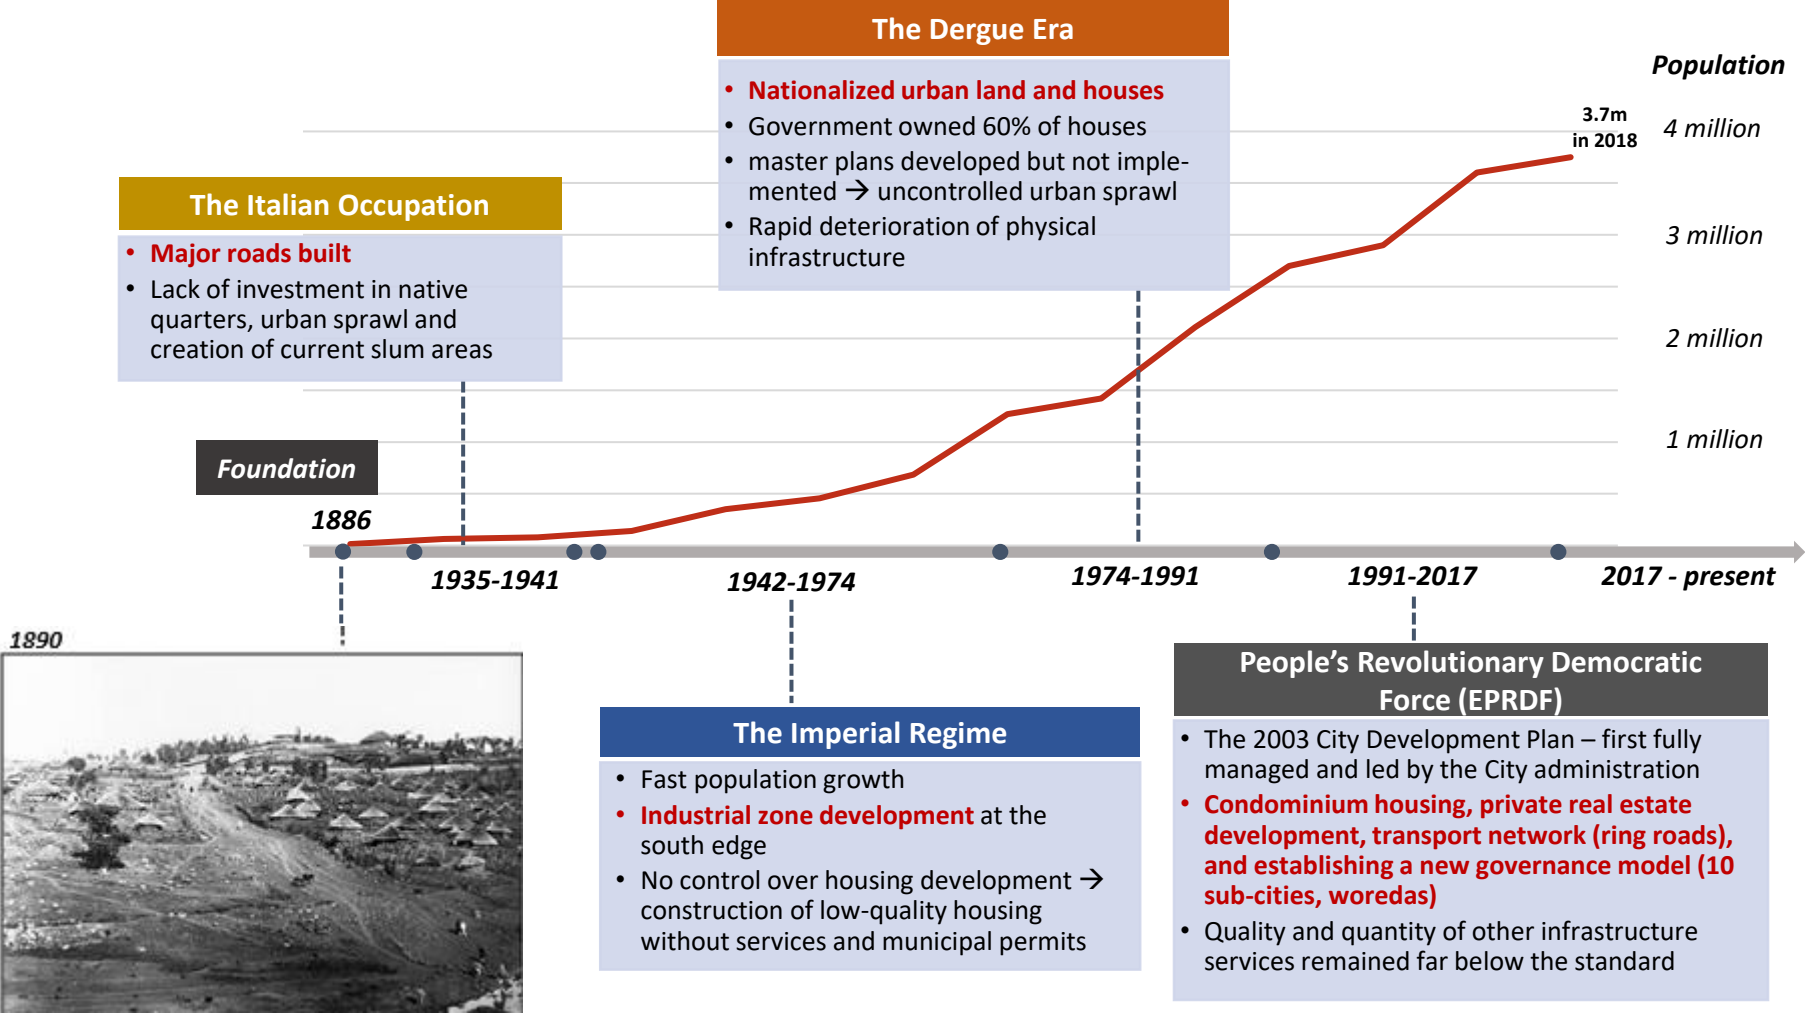 The Dergue Era
• Nationalized urban land and houses
• Government owned 60% of houses
• master plans developed but not imple-
mented → uncontrolled urban sprawl
• Rapid deterioration of physical
infrastructure
Population
3.7m
in 2018
4 million
3 million
2 million
1 million
The Italian Occupation
• Major roads built
• Lack of investment in native
quarters, urban sprawl and
creation of current slum areas
Foundation
1886
1935-1941
1942-1974
1974-1991
1991-2017
2017 - present
1890
The Imperial Regime
• Fast population growth
• Industrial zone development at the
south edge
• No control over housing development →
construction of low-quality housing
without services and municipal permits
People’s Revolutionary Democratic
Force (EPRDF)
• The 2003 City Development Plan – first fully
managed and led by the City administration
• Condominium housing, private real estate
development, transport network (ring roads),
and establishing a new governance model (10
sub-cities, woredas)
• Quality and quantity of other infrastructure
services remained far below the standard